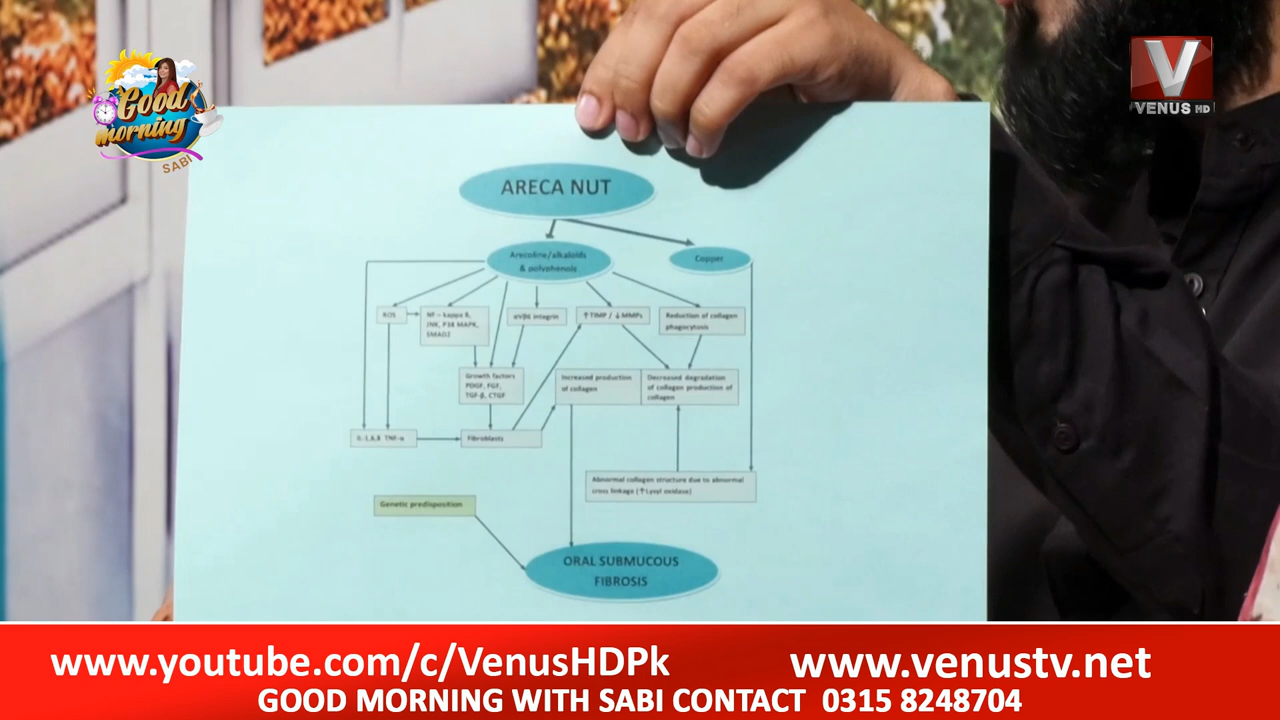 Good
morning
SABI
V
VENUS HD
ARECA NUT
Arecoline/alkaloids
& polyphenols
Copper
ROS
NF – kappa B,
JNK, P38 MAPK,
SMAD2
αVβ6 integrin
↑TIMP / ↓MMPs
Reduction of collagen
phagocytosis
Growth factors
PDGF, FGF,
TGF-β, CTGF
Increased production
of collagen
Decreased degradation
of collagen production of
collagen
IL-1,6,8 TNF-α
Fibroblasts
Abnormal collagen structure due to abnormal
cross linkage (↑Lysyl oxidase)
Genetic predisposition
ORAL SUBMUCOUS
FIBROSIS
www.youtube.com/c/VenusHDPk
www.venustv.net
GOOD MORNING WITH SABI CONTACT 0315 8248704